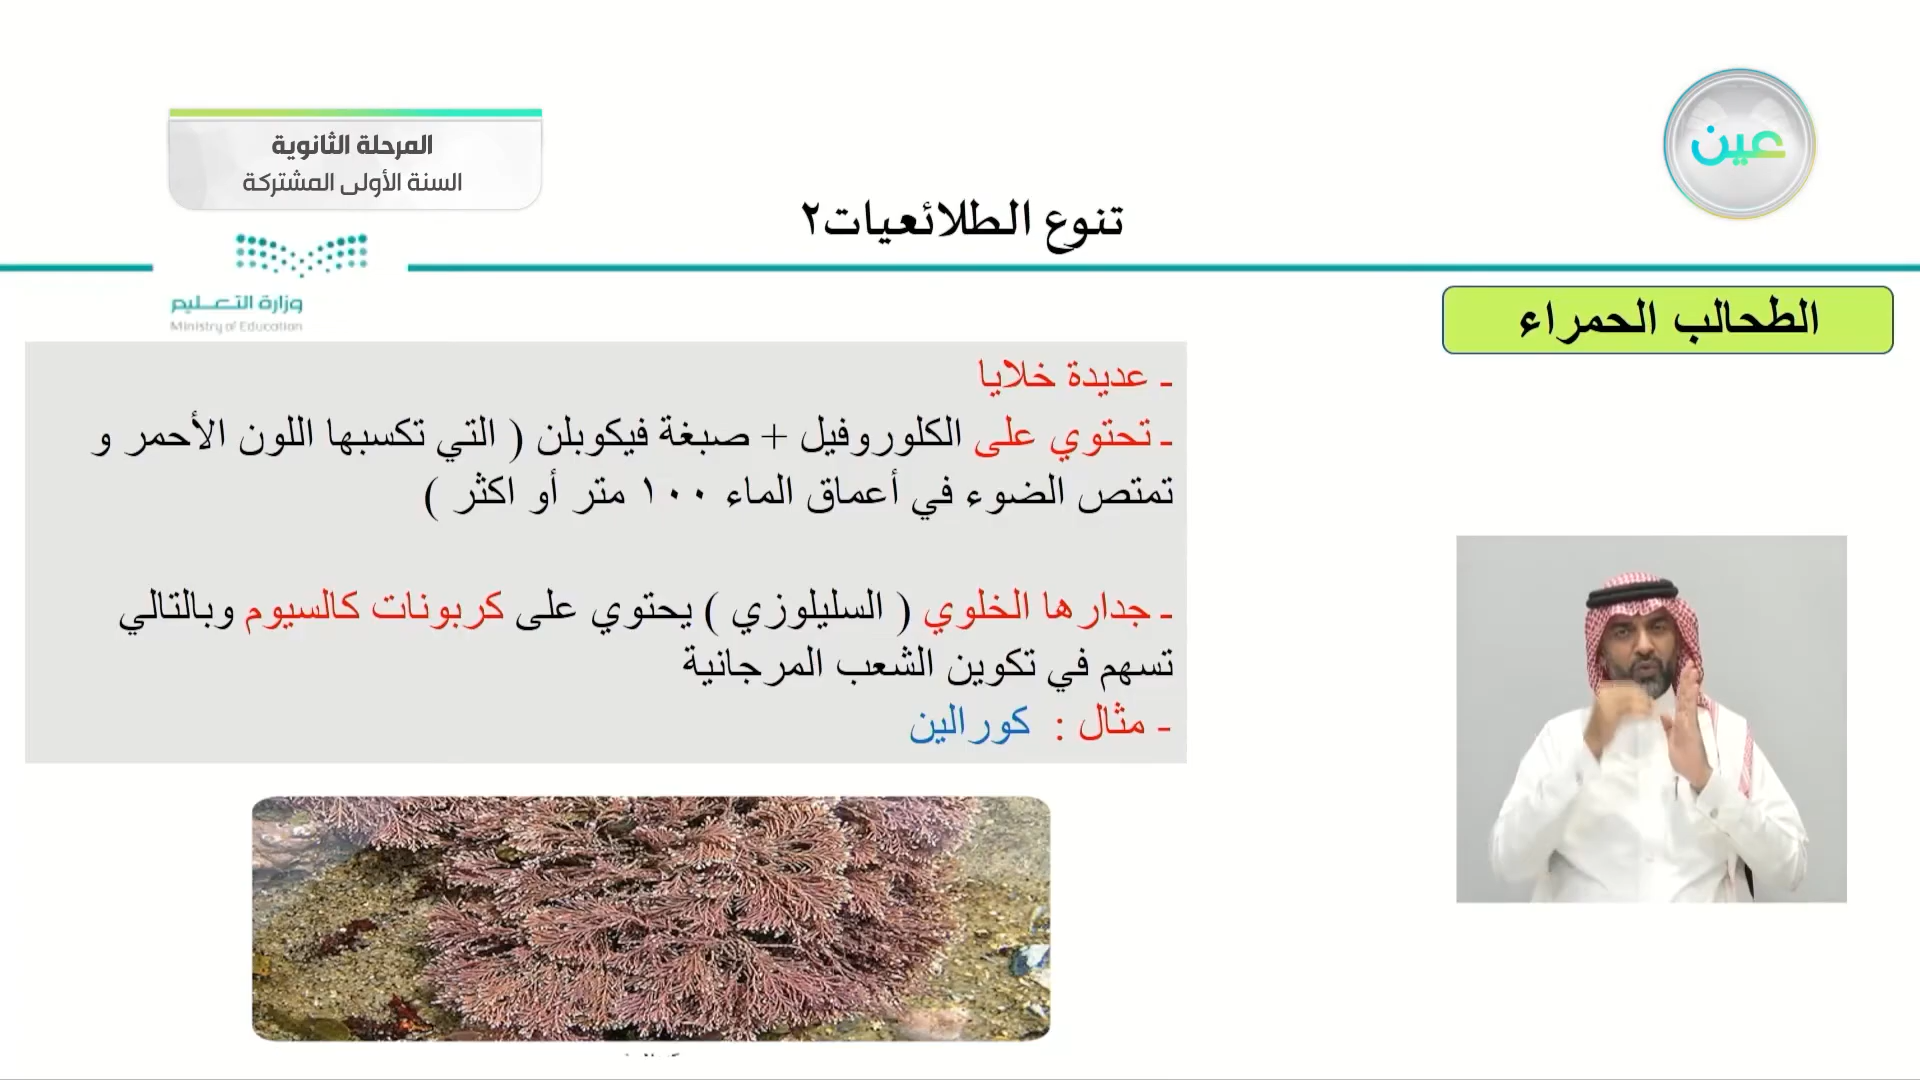 عين
المرحلة الثانوية
السنة الأولى المشتركة
تنوع الطلائعيات٢
وزارة التعليم
Ministry of Education
الطحالب الحمراء
- عديدة خلايا
- تحتوي على الكلوروفيل + صبغة فيكوبلن ( التي تكسبها اللون الأحمر و
تمتص الضوء في أعماق الماء ١٠٠ متر أو اكثر )
- جدارها الخلوي ( السليلوزي ) يحتوي على كربونات كالسيوم وبالتالي
تسهم في تكوين الشعب المرجانية
- مثال : كورالين